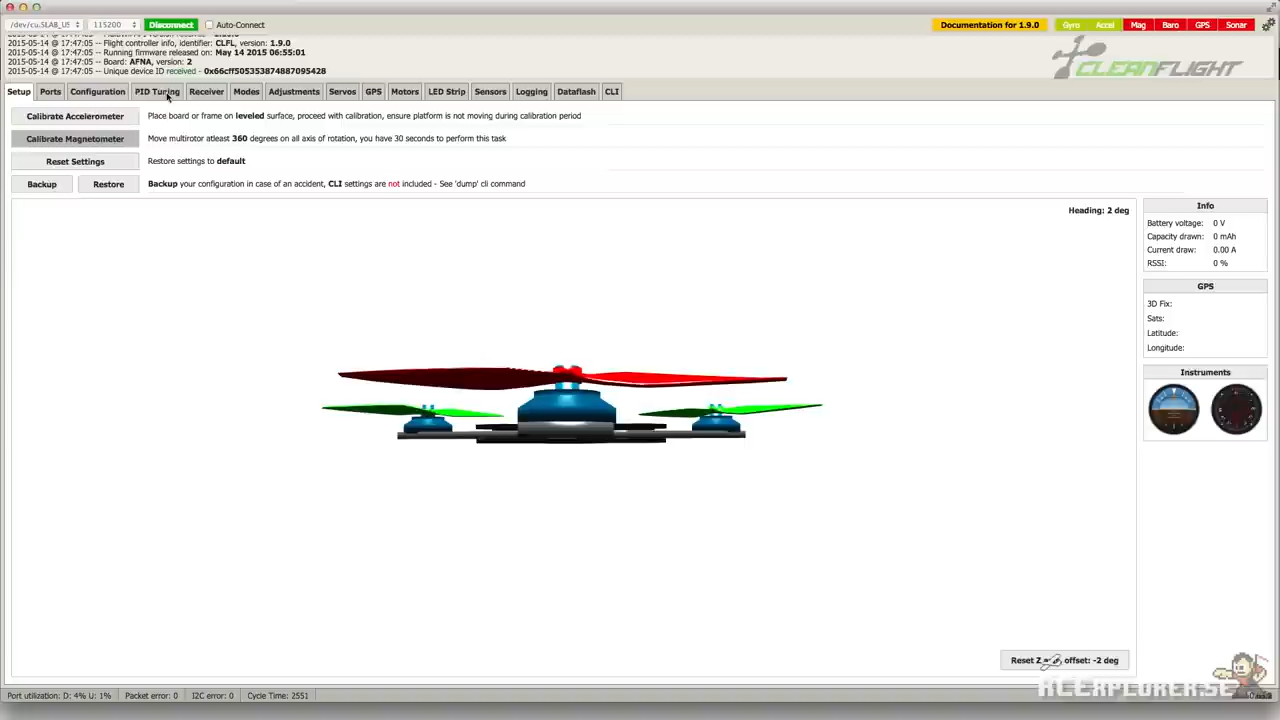 /dev/cu.SLAB_US 115200 Disconnect Auto-Connect Documentation for 1.9.0 Gyro Accel Mag Baro GPS Sonar
2015-05-14 @ 17:47:05 -- Flight controller info, identifier: CLFL, version: 1.9.0
2015-05-14 @ 17:47:05 -- Running firmware released on: May 14 2015 06:55:01
2015-05-14 @ 17:47:05 -- Board: AFNA, version: 2
2015-05-14 @ 17:47:05 -- Unique device ID received - 0x66cff505353874887095428
CLEANFLIGHT
Setup Ports Configuration PID Tuning Receiver Modes Adjustments Servos GPS Motors LED Strip Sensors Logging Dataflash CLI
Calibrate Accelerometer Place board or frame on leveled surface, proceed with calibration, ensure platform is not moving during calibration period
Calibrate Magnetometer Move multirotor atleast 360 degrees on all axis of rotation, you have 30 seconds to perform this task
Reset Settings Restore settings to default
Backup Restore Backup your configuration in case of an accident, CLI settings are not included - See 'dump' cli command
Heading: 2 deg
Info
Battery voltage: 0 V
Capacity drawn: 0 mAh
Current draw: 0.00 A
RSSI: 0 %
GPS
3D Fix:
Sats:
Latitude:
Longitude:
Instruments
Reset Z offset: -2 deg
RCEXPLORER.SE
Port utilization: D: 4% U: 1% Packet error: 0 I2C error: 0 Cycle Time: 2551